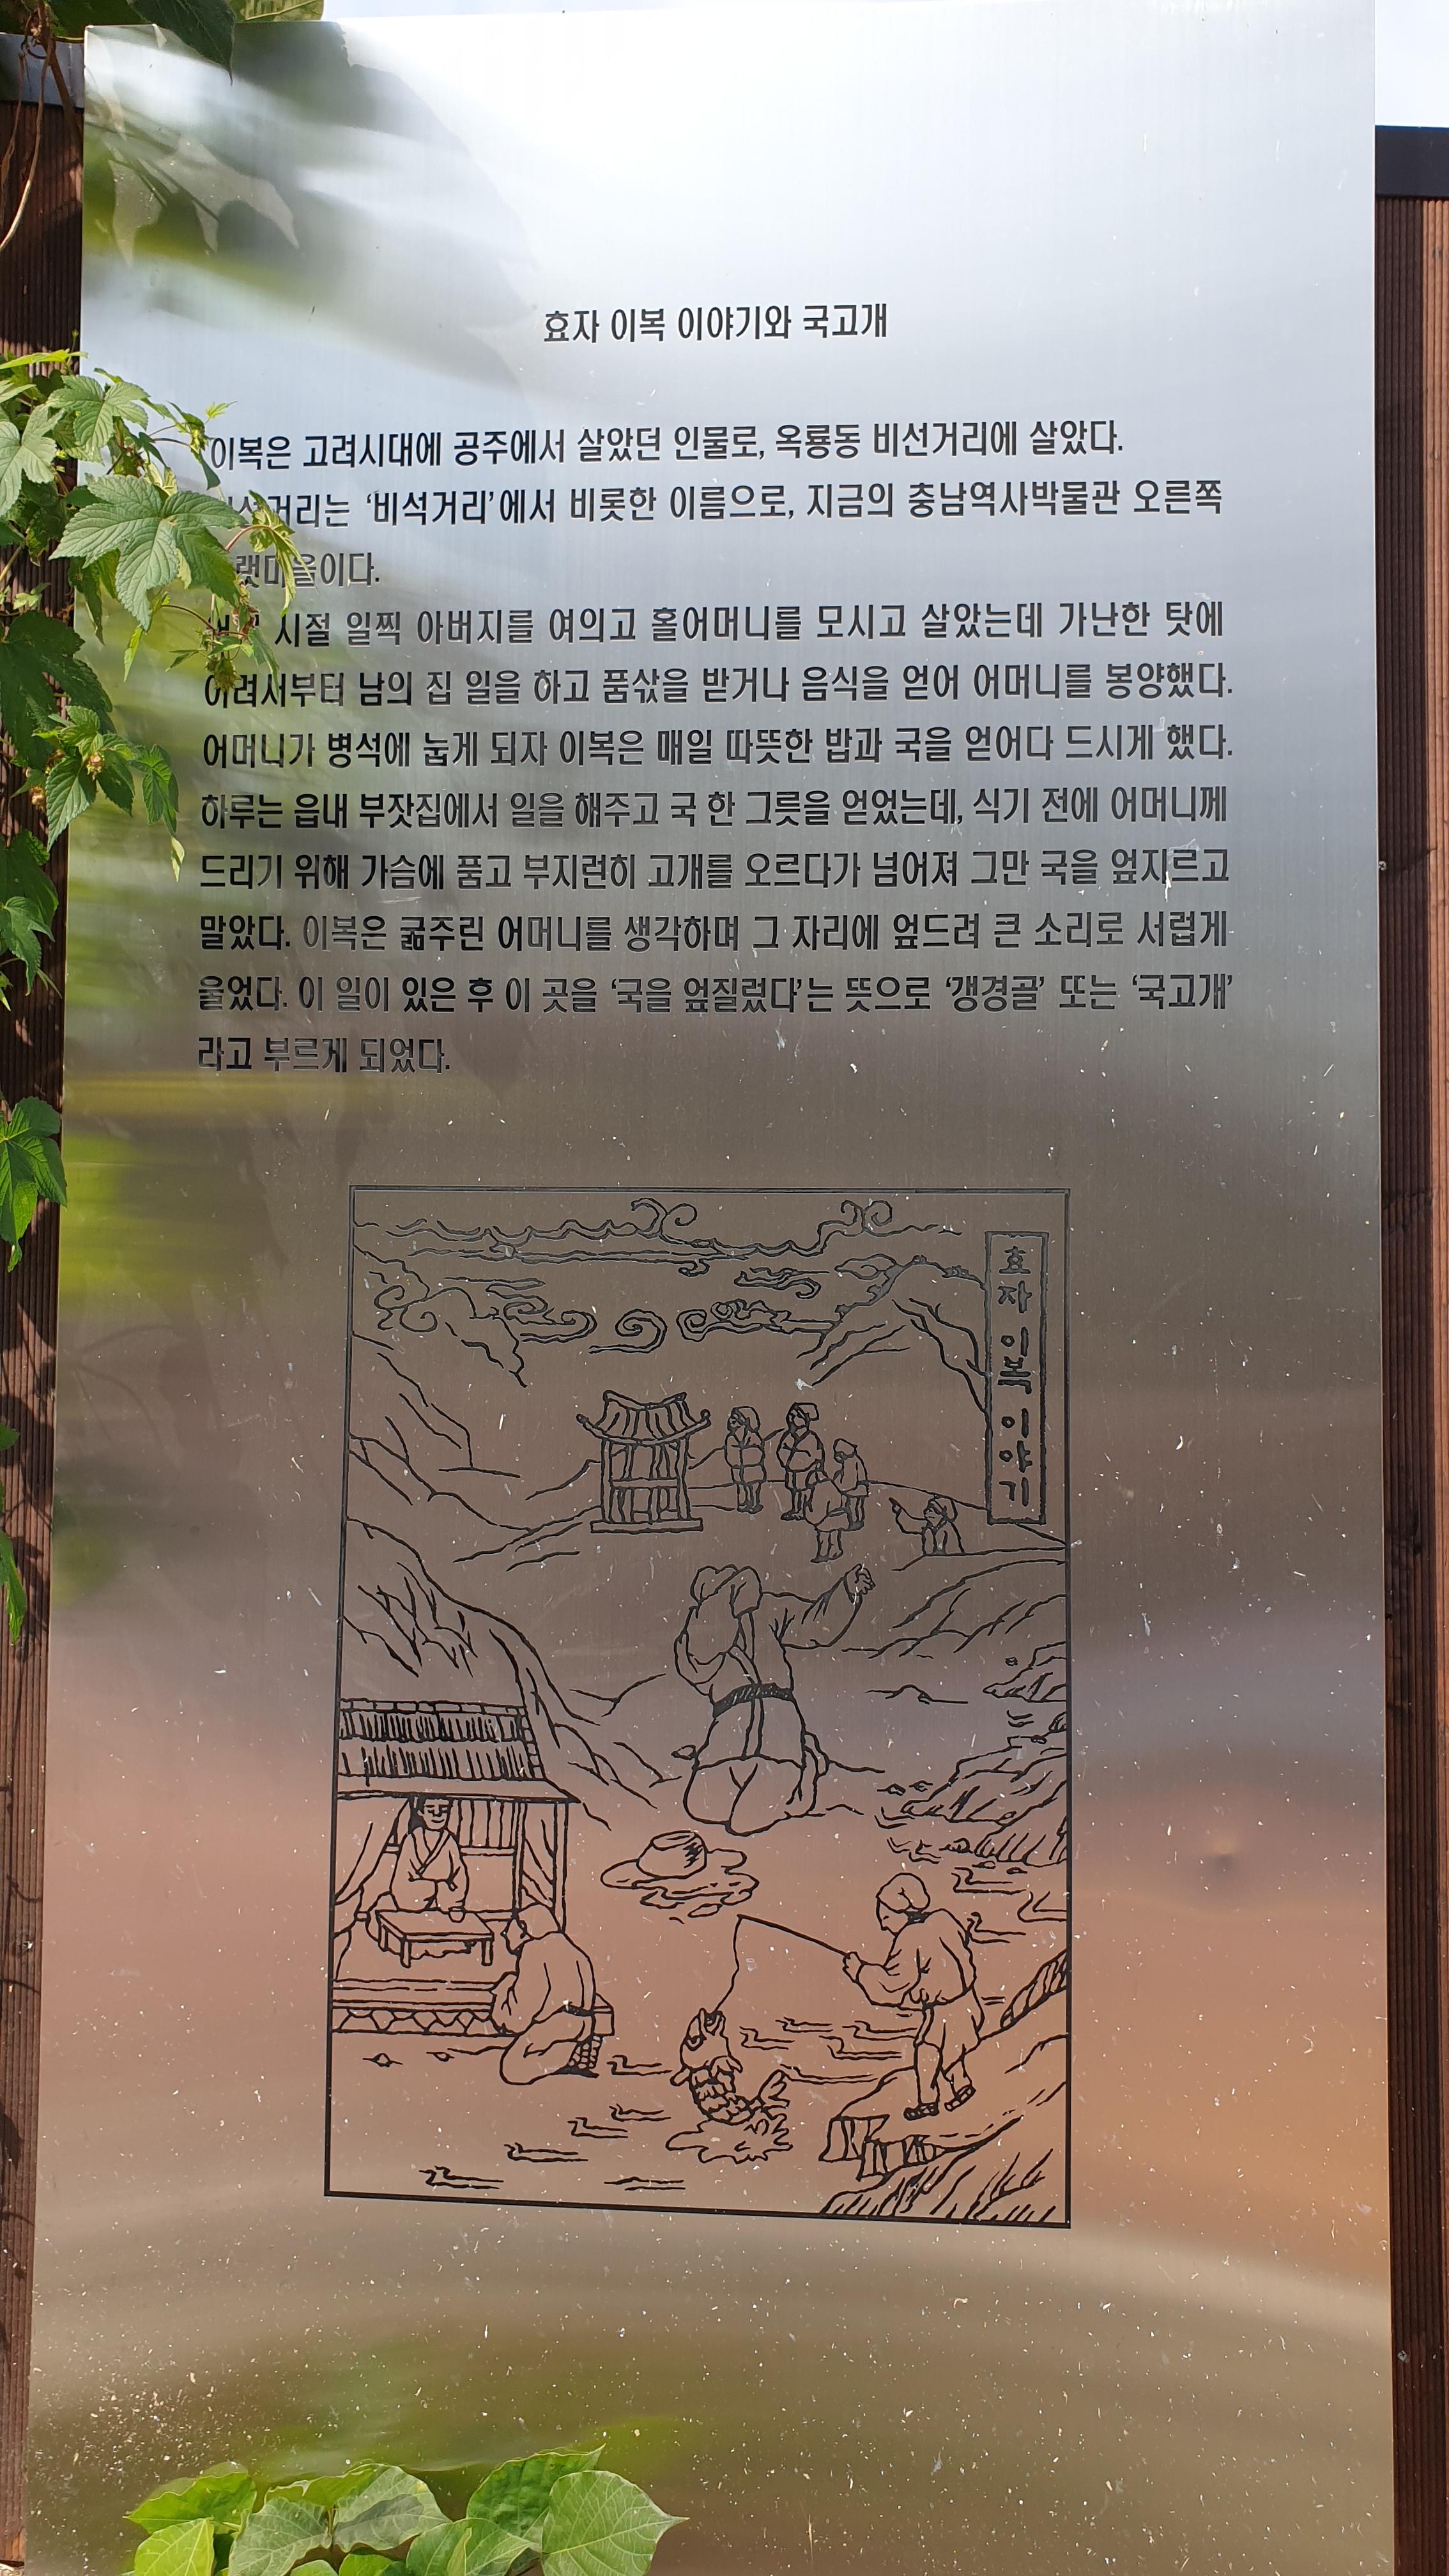 효자 이복 이야기와 국고개
이복은 고려시대에 공주에서 살았던 인물로, 옥룡동 비선거리에 살았다.
‘비석거리’에서 비롯한 이름으로, 지금의 충남역사박물관 오른쪽
시절 일찍 아버지를 여의고 홀어머니를 모시고 살았는데 가난한 탓에
어려서부터 남의 집 일을 하고 품삯을 받거나 음식을 얻어 어머니를 봉양했다.
어머니가 병석에 눕게 되자 이복은 매일 따뜻한 밥과 국을 얻어다 드시게 했다.
하루는 읍내 부잣집에서 일을 해주고 국 한 그릇을 얻었는데, 식기 전에 어머니께
드리기 위해 가슴에 품고 부지런히 고개를 오르다가 넘어져 그만 국을 엎지르고
말았다. 이복은 굶주린 어머니를 생각하며 그 자리에 엎드려 큰 소리로 서럽게
울었다. 이 일이 있은 후 이 곳을 ‘국을 엎질렀다’는 뜻으로 ‘갱경골’ 또는 ‘국고개’
라고 부르게 되었다.
효자 이복 이야기